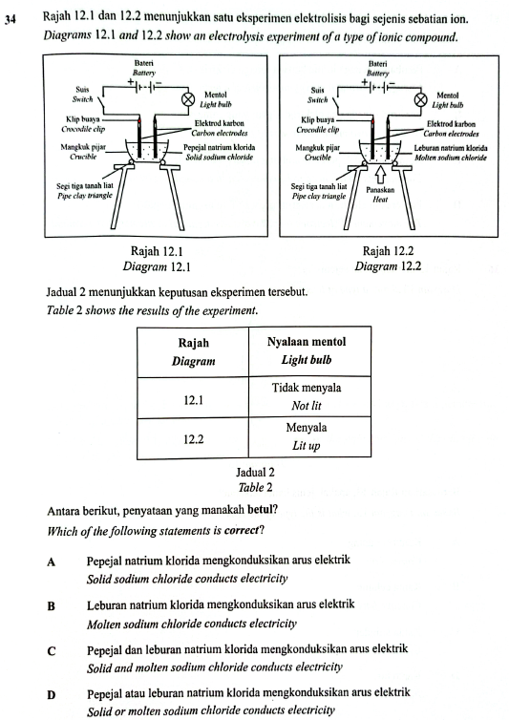 34 Rajah 12.1 dan 12.2 menunjukkan satu eksperimen elektrolisis bagi sejenis sebatian ion.
Diagrams 12.1 and 12.2 show an electrolysis experiment of a type of ionic compound.
Bateri
Battery
+ −
Suis
Switch
Mentol
Light bulb
Klip buaya
Crocodile clip
Elektrod karbon
Carbon electrodes
Mangkuk pijar
Crucible
Pepejal natrium klorida
Solid sodium chloride
Segi tiga tanah liat
Pipe clay triangle
Rajah 12.1
Diagram 12.1
Bateri
Battery
+ −
Suis
Switch
Mentol
Light bulb
Klip buaya
Crocodile clip
Elektrod karbon
Carbon electrodes
Mangkuk pijar
Crucible
Leburan natrium klorida
Molten sodium chloride
Segi tiga tanah liat
Pipe clay triangle
Panaskan
Heat
Rajah 12.2
Diagram 12.2
Jadual 2 menunjukkan keputusan eksperimen tersebut.
Table 2 shows the results of the experiment.
Rajah Nyalaan mentol
Diagram Light bulb
12.1 Tidak menyala
Not lit
12.2 Menyala
Lit up
Jadual 2
Table 2
Antara berikut, penyataan yang manakah betul?
Which of the following statements is correct?
A Pepejal natrium klorida mengkonduksikan arus elektrik
Solid sodium chloride conducts electricity
B Leburan natrium klorida mengkonduksikan arus elektrik
Molten sodium chloride conducts electricity
C Pepejal dan leburan natrium klorida mengkonduksikan arus elektrik
Solid and molten sodium chloride conducts electricity
D Pepejal atau leburan natrium klorida mengkonduksikan arus elektrik
Solid or molten sodium chloride conducts electricity